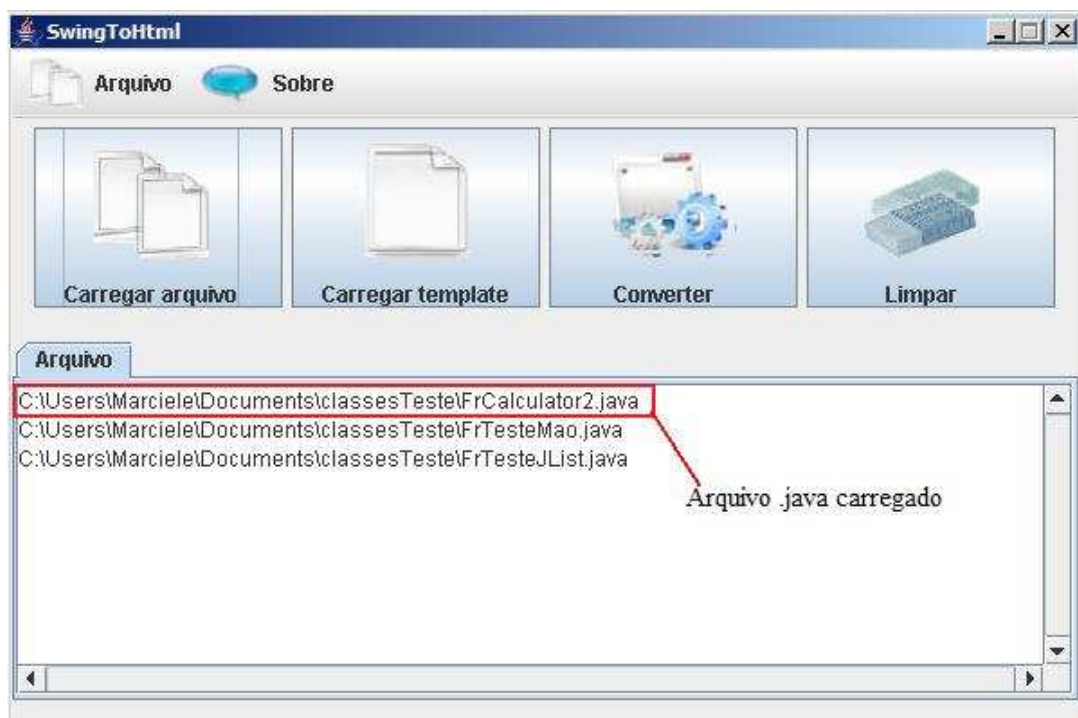 SwingToHtml
Arquivo Sobre
Carregar arquivo Carregar template Converter Limpar
Arquivo
C:\Users\Marciele\Documents\classesTeste\FrCalculator2.java
C:\Users\Marciele\Documents\classesTeste\FrTesteMao.java
C:\Users\Marciele\Documents\classesTeste\FrTesteJList.java
Arquivo .java carregado